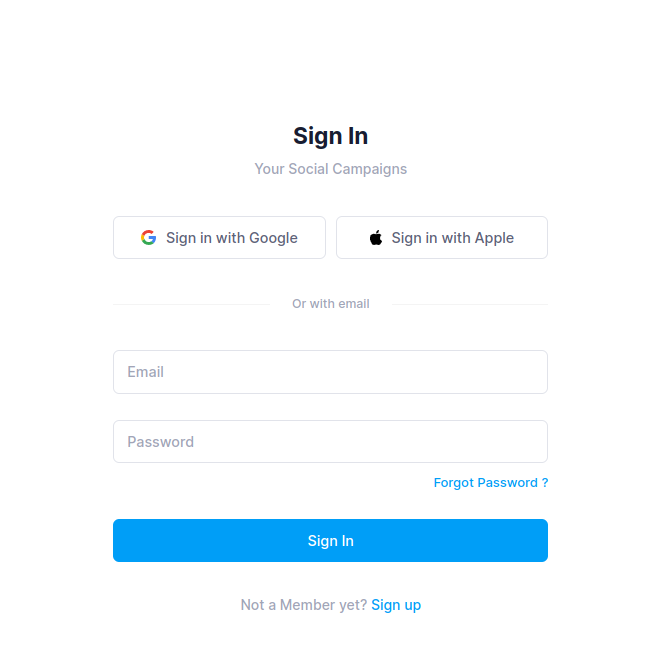 Sign In
Your Social Campaigns
Sign in with Google
Sign in with Apple
Or with email
Email
Password
Forgot Password ?
Sign In
Not a Member yet? Sign up